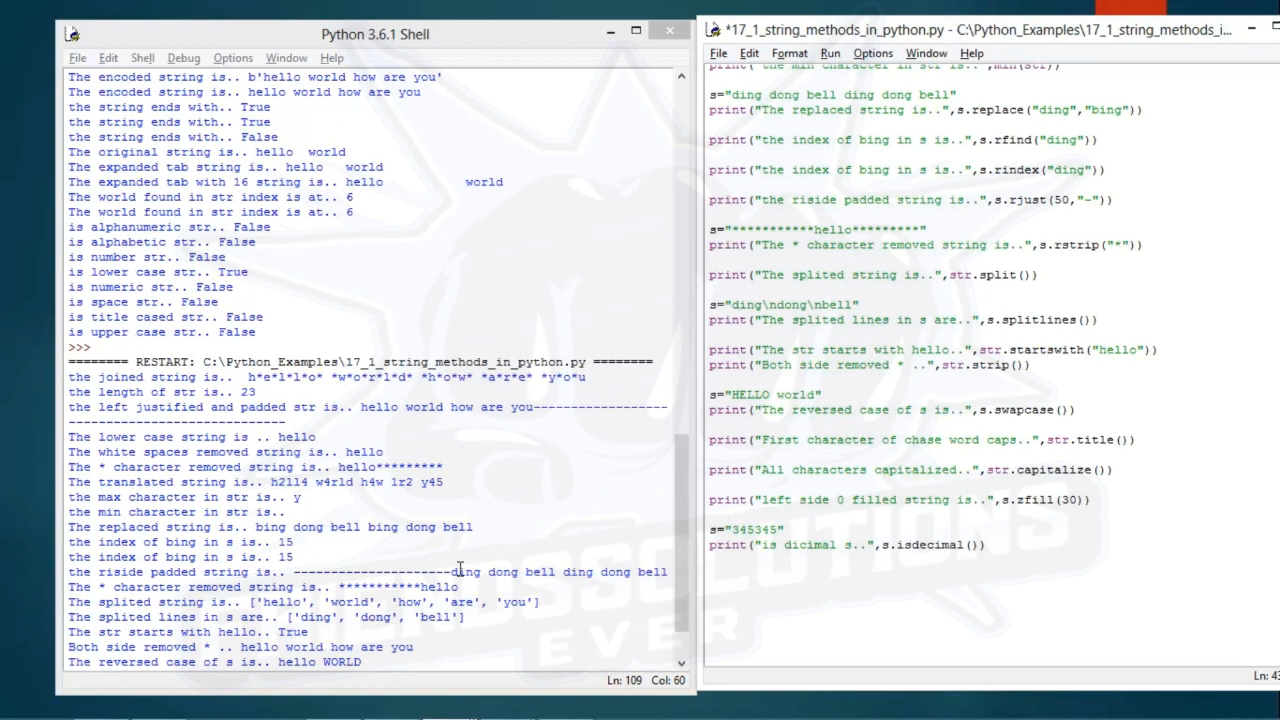 Python 3.6.1 Shell
File Edit Shell Debug Options Window Help
The encoded string is.. b'hello world how are you'
The encoded string is.. hello world how are you
the string ends with.. True
the string ends with.. True
the string ends with.. False
The original string is.. hello  world
The expanded tab string is.. hello   world
The expanded tab with 16 string is.. hello           world
The world found in str index is at.. 6
The world found in str index is at.. 6
is alphanumeric str.. False
is alphabetic str.. False
is number str.. False
is lower case str.. True
is numeric str.. False
is space str.. False
is title cased str.. False
is upper case str.. False
>>>
======== RESTART: C:\Python_Examples\17_1_string_methods_in_python.py ========
the joined string is..  h*e*l*l*o* *w*o*r*l*d* *h*o*w* *a*r*e* *y*o*u
the length of str is.. 23
the left justified and padded str is.. hello world how are you------------------
-----------------------------
The lower case string is .. hello
The white spaces removed string is.. hello
The * character removed string is.. hello*********
The translated string is.. h2ll4 w4rld h4w 1r2 y45
the max character in str is.. y
the min character in str is..
The replaced string is.. bing dong bell bing dong bell
the index of bing in s is.. 15
the index of bing in s is.. 15
the riside padded string is.. ---------------------ding dong bell ding dong bell
The * character removed string is.. ***********hello
The splited string is.. ['hello', 'world', 'how', 'are', 'you']
The splited lines in s are.. ['ding', 'dong', 'bell']
The str starts with hello.. True
Both side removed * .. hello world how are you
The reversed case of s is.. hello WORLD
Ln: 109 Col: 60
*17_1_string_methods_in_python.py - C:\Python_Examples\17_1_string_methods_i...
File Edit Format Run Options Window Help
print("the min character in str is..",min(str))
s="ding dong bell ding dong bell"
print("The replaced string is..",s.replace("ding","bing"))
print("the index of bing in s is..",s.rfind("ding"))
print("the index of bing in s is..",s.rindex("ding"))
print("the riside padded string is..",s.rjust(50,"-"))
s="***********hello*********"
print("The * character removed string is..",s.rstrip("*"))
print("The splited string is..",str.split())
s="ding\ndong\nbell"
print("The splited lines in s are..",s.splitlines())
print("The str starts with hello..",str.startswith("hello"))
print("Both side removed * ..",str.strip())
s="HELLO world"
print("The reversed case of s is..",s.swapcase())
print("First character of chase word caps..",str.title())
print("All characters capitalized..",str.capitalize())
print("left side 0 filled string is..",s.zfill(30))
s="345345"
print("is dicimal s..",s.isdecimal())
Ln: 43
EVER